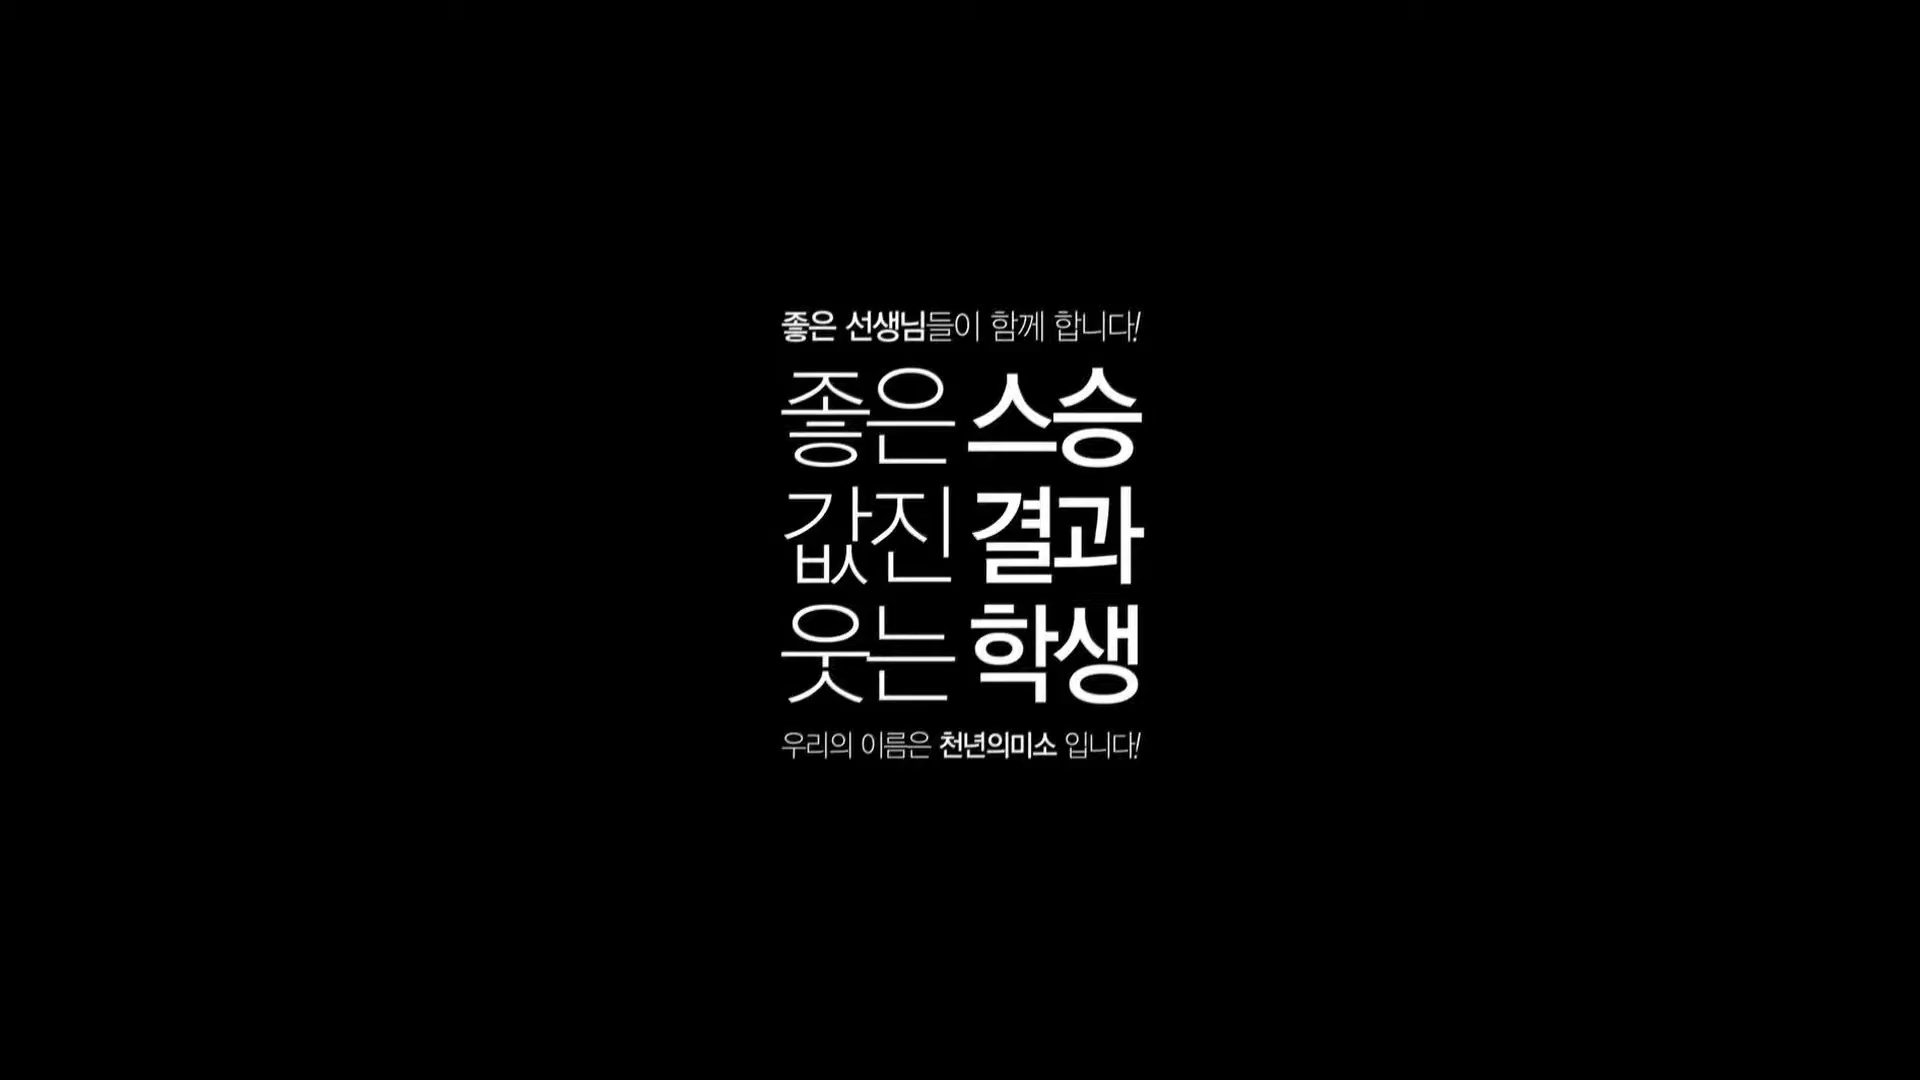 좋은 선생님들이 함께 합니다!
좋은 스승
값진 결과
웃는 학생
우리의 이름은 천년의미소 입니다!